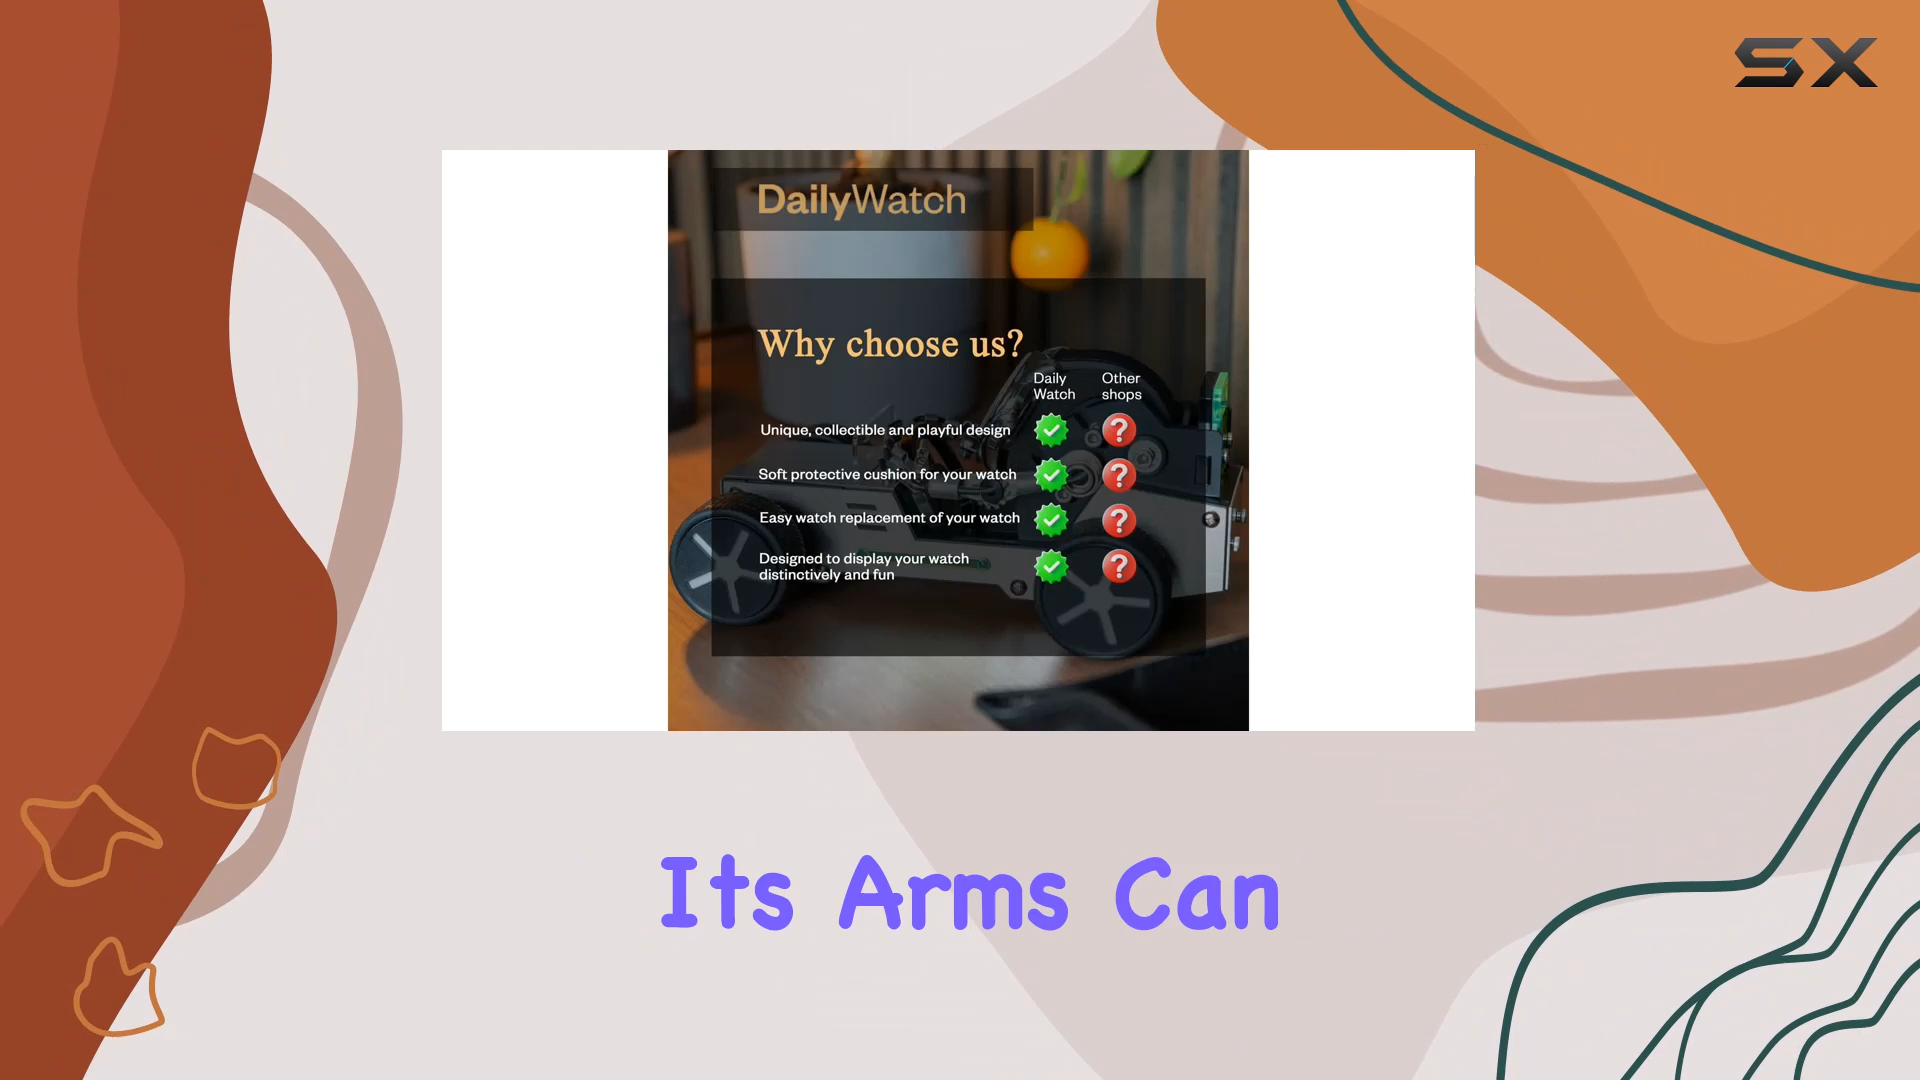 SX
DailyWatch
Why choose us?
Daily Other
Watch shops
Unique, collectible and playful design
Soft protective cushion for your watch
Easy watch replacement of your watch
Designed to display your watch
distinctively and fun
Its Arms Can